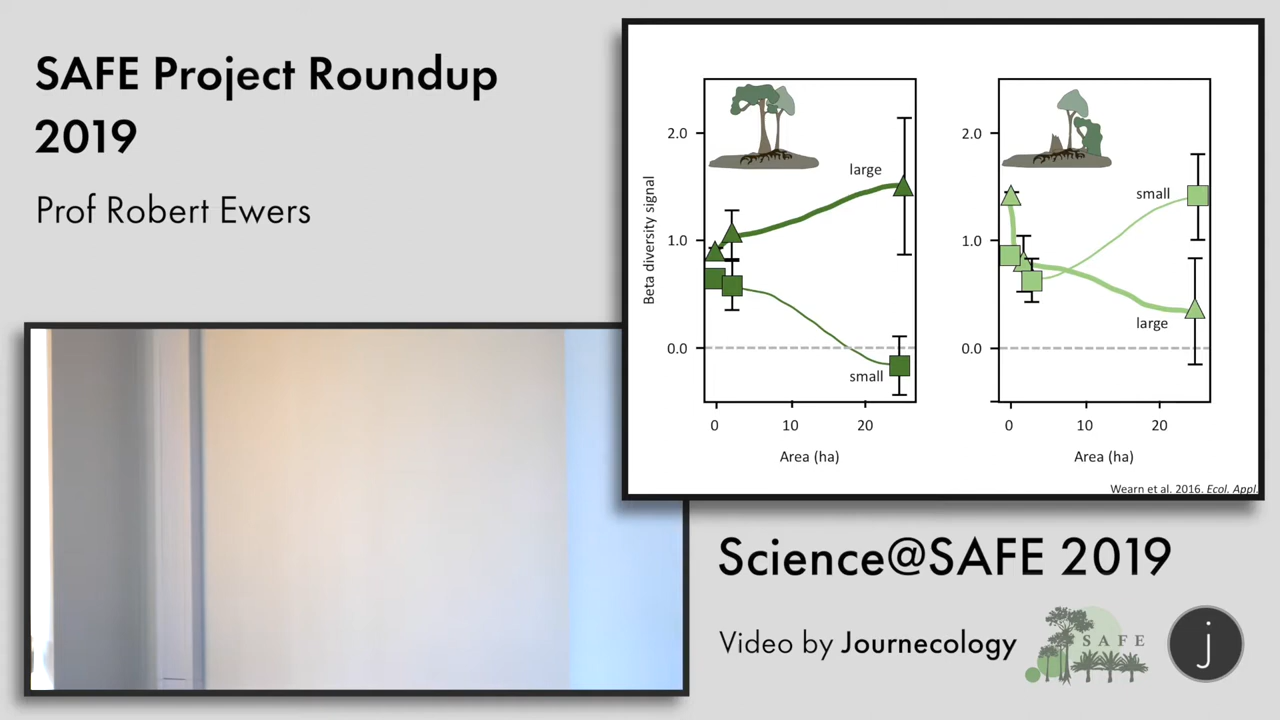 SAFE Project Roundup
2019
Prof Robert Ewers
Beta diversity signal
2.0
1.0
0.0
large
small
0
10
20
Area (ha)
2.0
1.0
0.0
small
large
0
10
20
Area (ha)
Wearn et al. 2016. Ecol. Appl.
Science@SAFE 2019
Video by Journecology
SAFE
j